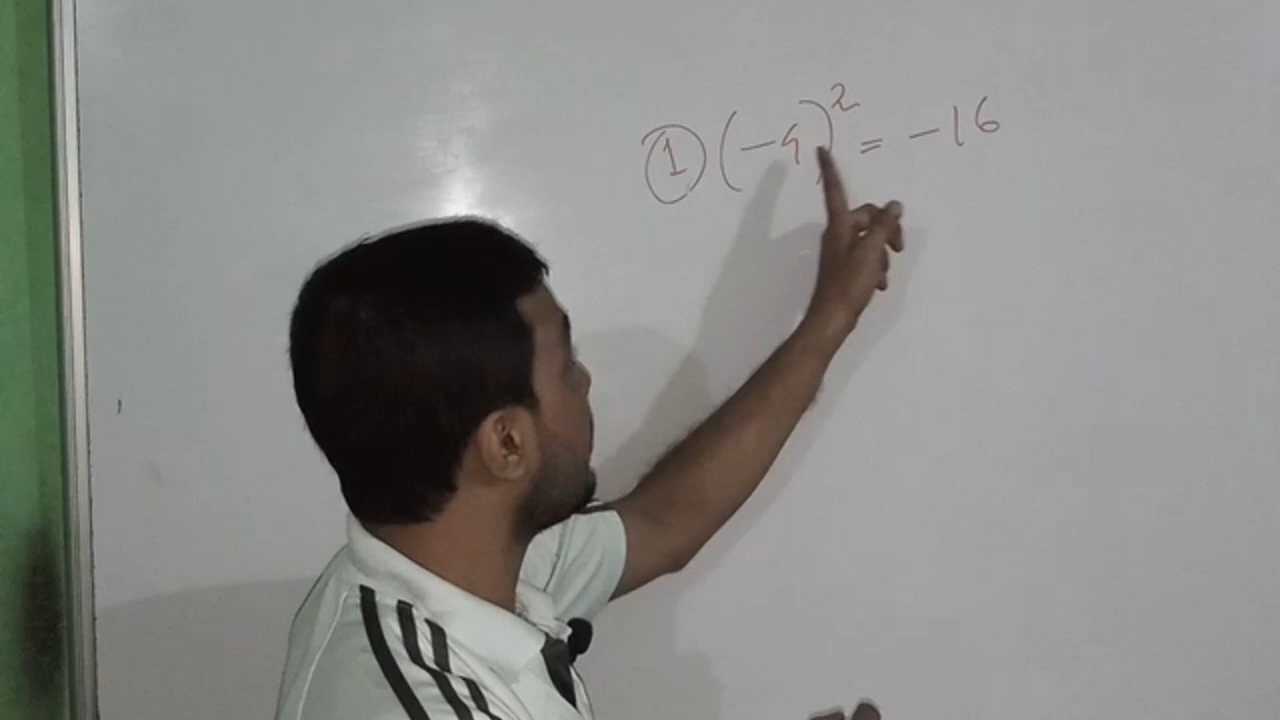 ① (-4)² = -16